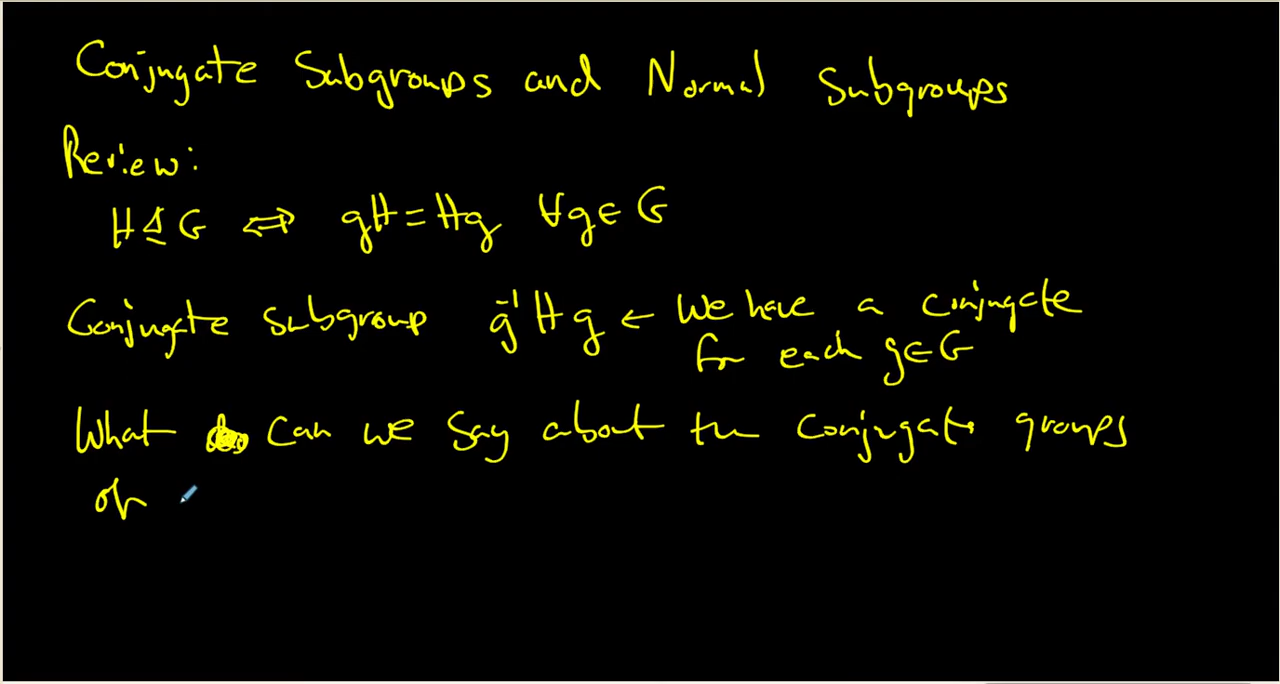 Conjugate Subgroups and Normal Subgroups
Review:
H ⊴ G ⇔ gH = Hg ∀g ∈ G
Conjugate subgroup g⁻¹Hg ← We have a conjugate
for each g ∈ G
What can we say about the conjugate groups
of